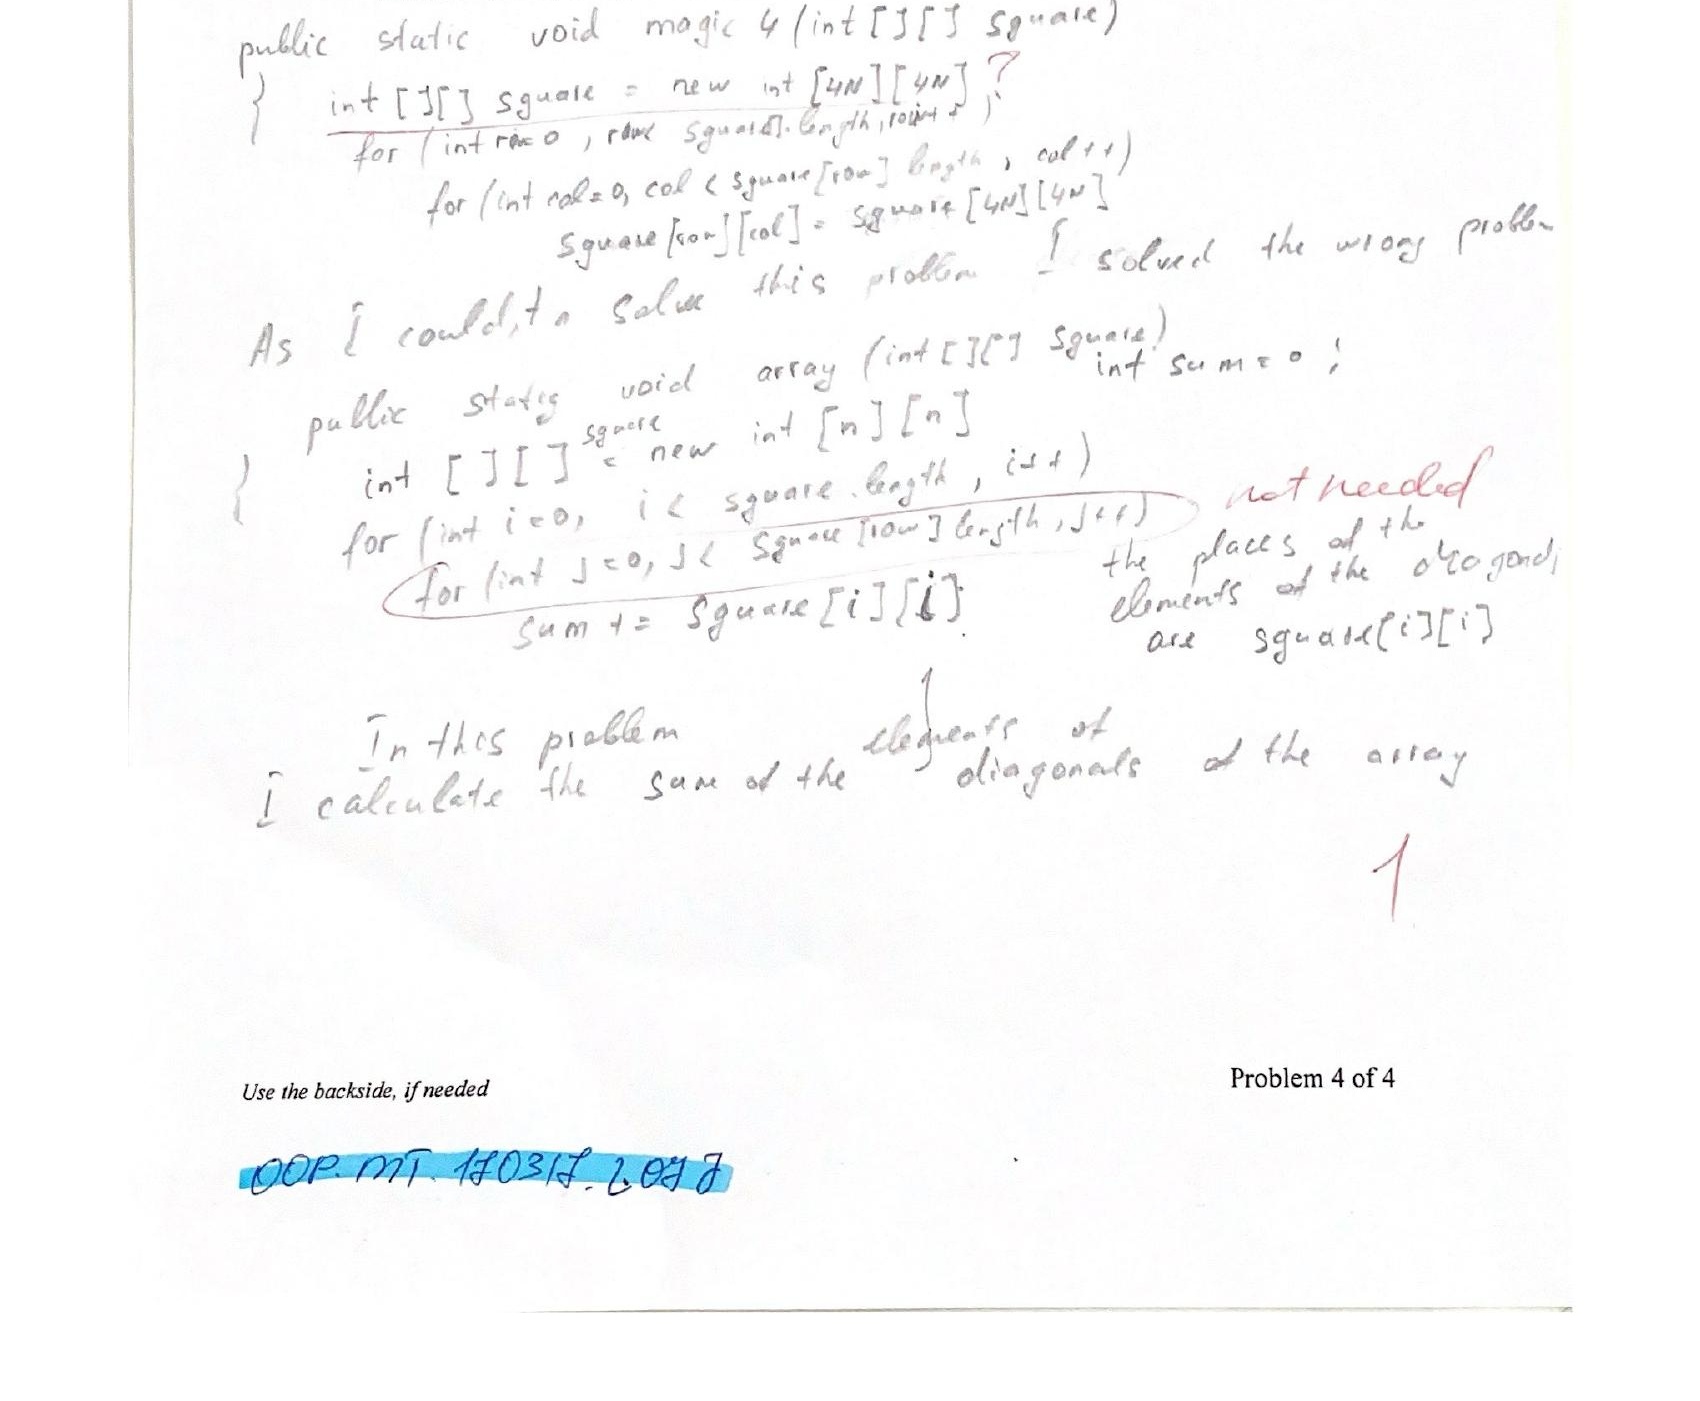 public static void magic 4 (int [][] square)
{ int [][] square = new int [4N][4N] ?
for (int row=0, row< square[].length, row++)
for (int col=0, col < square[row] length, col++)
square[row][col] = square [4N][4N]
As I could,tn solve this problem I solved the wrong problem
public static void array (int [][] square)
int sum = 0;
{ int [][] square = new int [n][n]
for (int i=0, i< square.length, i++)
for (int j=0, j< square [row] length, j++) not needed
sum += square [i][i]
the places of the
elements of the diagonal
are square[i][i]
In this problem
I calculate the sum of the elements of diagonals of the array
1
Use the backside, if needed
Problem 4 of 4
OOP. MT. 170317. 2.077